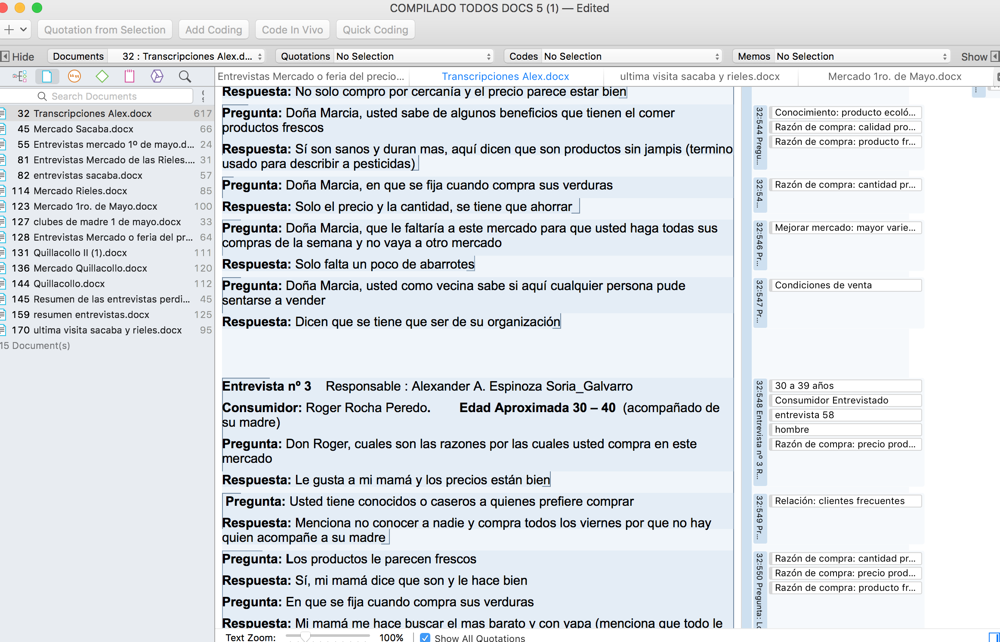 COMPILADO TODOS DOCS 5 (1) — Edited
Quotation from Selection
Add Coding
Code In Vivo
Quick Coding
Hide
Documents 32 : Transcripciones Alex.d...
Quotations No Selection
Codes No Selection
Memos No Selection
Show
Search Documents
32 Transcripciones Alex.docx 617
45 Mercado Sacaba.docx 66
55 Entrevistas mercado 1º de mayo.d... 24
81 Entrevistas Mercado de las Rieles.... 31
82 entrevistas sacaba.docx 57
114 Mercado Rieles.docx 85
123 Mercado 1ro. de Mayo.docx 100
127 clubes de madre 1 de mayo.docx 33
128 Entrevistas Mercado o feria del pr... 64
131 Quillacollo II (1).docx 111
136 Mercado Quillacollo.docx 120
144 Quillacollo.docx 112
145 Resumen de las entrevistas perdi... 45
159 resumen entrevistas.docx 125
170 ultima visita sacaba y rieles.docx 95
15 Document(s)
Entrevistas Mercado o feria del precio...
Transcripciones Alex.docx
ultima visita sacaba y rieles.docx
Mercado 1ro. de Mayo.docx
Respuesta: No solo compro por cercanía y el precio parece estar bien
Pregunta: Doña Marcia, usted sabe de algunos beneficios que tienen el comer
productos frescos
Respuesta: Sí son sanos y duran mas, aquí dicen que son productos sin jampis (termino
usado para describir a pesticidas)
Pregunta: Doña Marcia, en que se fija cuando compra sus verduras
Respuesta: Solo el precio y la cantidad, se tiene que ahorrar
Pregunta: Doña Marcia, que le faltaría a este mercado para que usted haga todas sus
compras de la semana y no vaya a otro mercado
Respuesta: Solo falta un poco de abarrotes
Pregunta: Doña Marcia, usted como vecina sabe si aquí cualquier persona pude
sentarse a vender
Respuesta: Dicen que se tiene que ser de su organización
Entrevista nº 3 Responsable : Alexander A. Espinoza Soria_Galvarro
Consumidor: Roger Rocha Peredo. Edad Aproximada 30 – 40 (acompañado de
su madre)
Pregunta: Don Roger, cuales son las razones por las cuales usted compra en este
mercado
Respuesta: Le gusta a mi mamá y los precios están bien
Pregunta: Usted tiene conocidos o caseros a quienes prefiere comprar
Respuesta: Menciona no conocer a nadie y compra todos los viernes por que no hay
quien acompañe a su madre
Pregunta: Los productos le parecen frescos
Respuesta: Sí, mi mamá dice que son y le hace bien
Pregunta: En que se fija cuando compra sus verduras
Respuesta: Mi mamá me hace buscar el mas barato y con yapa (menciona que todo le
32:544 Pregu...
Conocimiento: producto ecoló...
Razón de compra: calidad pro...
Razón de compra: producto fr...
32:54...
Razón de compra: cantidad pr...
32:546 Pr...
Mejorar mercado: mayor varie...
32:547 Pr...
Condiciones de venta
32:548 Entrevista nº 3 R...
30 a 39 años
Consumidor Entrevistado
entrevista 58
hombre
Razón de compra: precio prod...
32:549 Pr...
Relación: clientes frecuentes
32:550 Pregunta: Lo
Razón de compra: cantidad pr...
Razón de compra: precio prod...
Razón de compra: producto fr...
Text Zoom: 100%
Show All Quotations